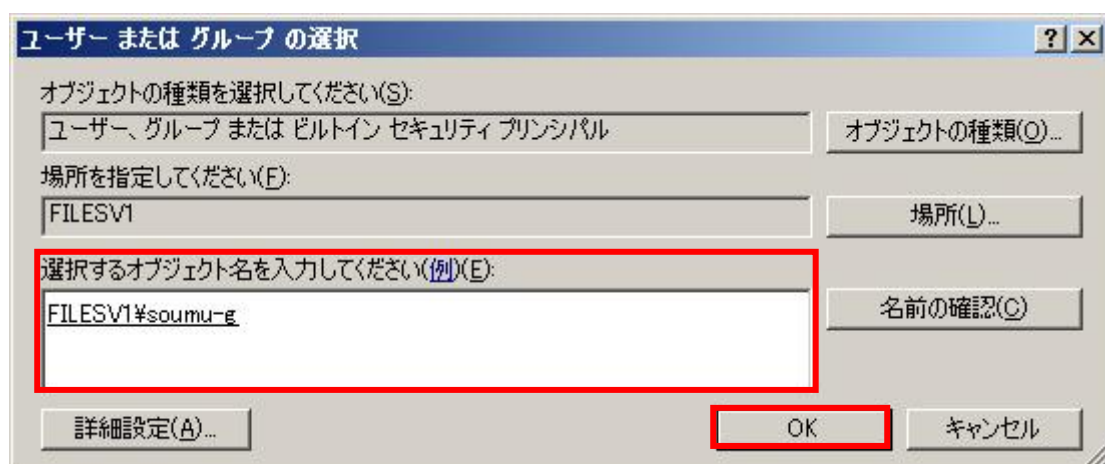 ユーザー または グループ の選択
オブジェクトの種類を選択してください(S):
ユーザー、グループ または ビルトイン セキュリティ プリンシパル
オブジェクトの種類(O)...
場所を指定してください(F):
FILESV1
場所(L)...
選択するオブジェクト名を入力してください(例)(E):
FILESV1¥soumu-g
名前の確認(C)
詳細設定(A)...
OK
キャンセル